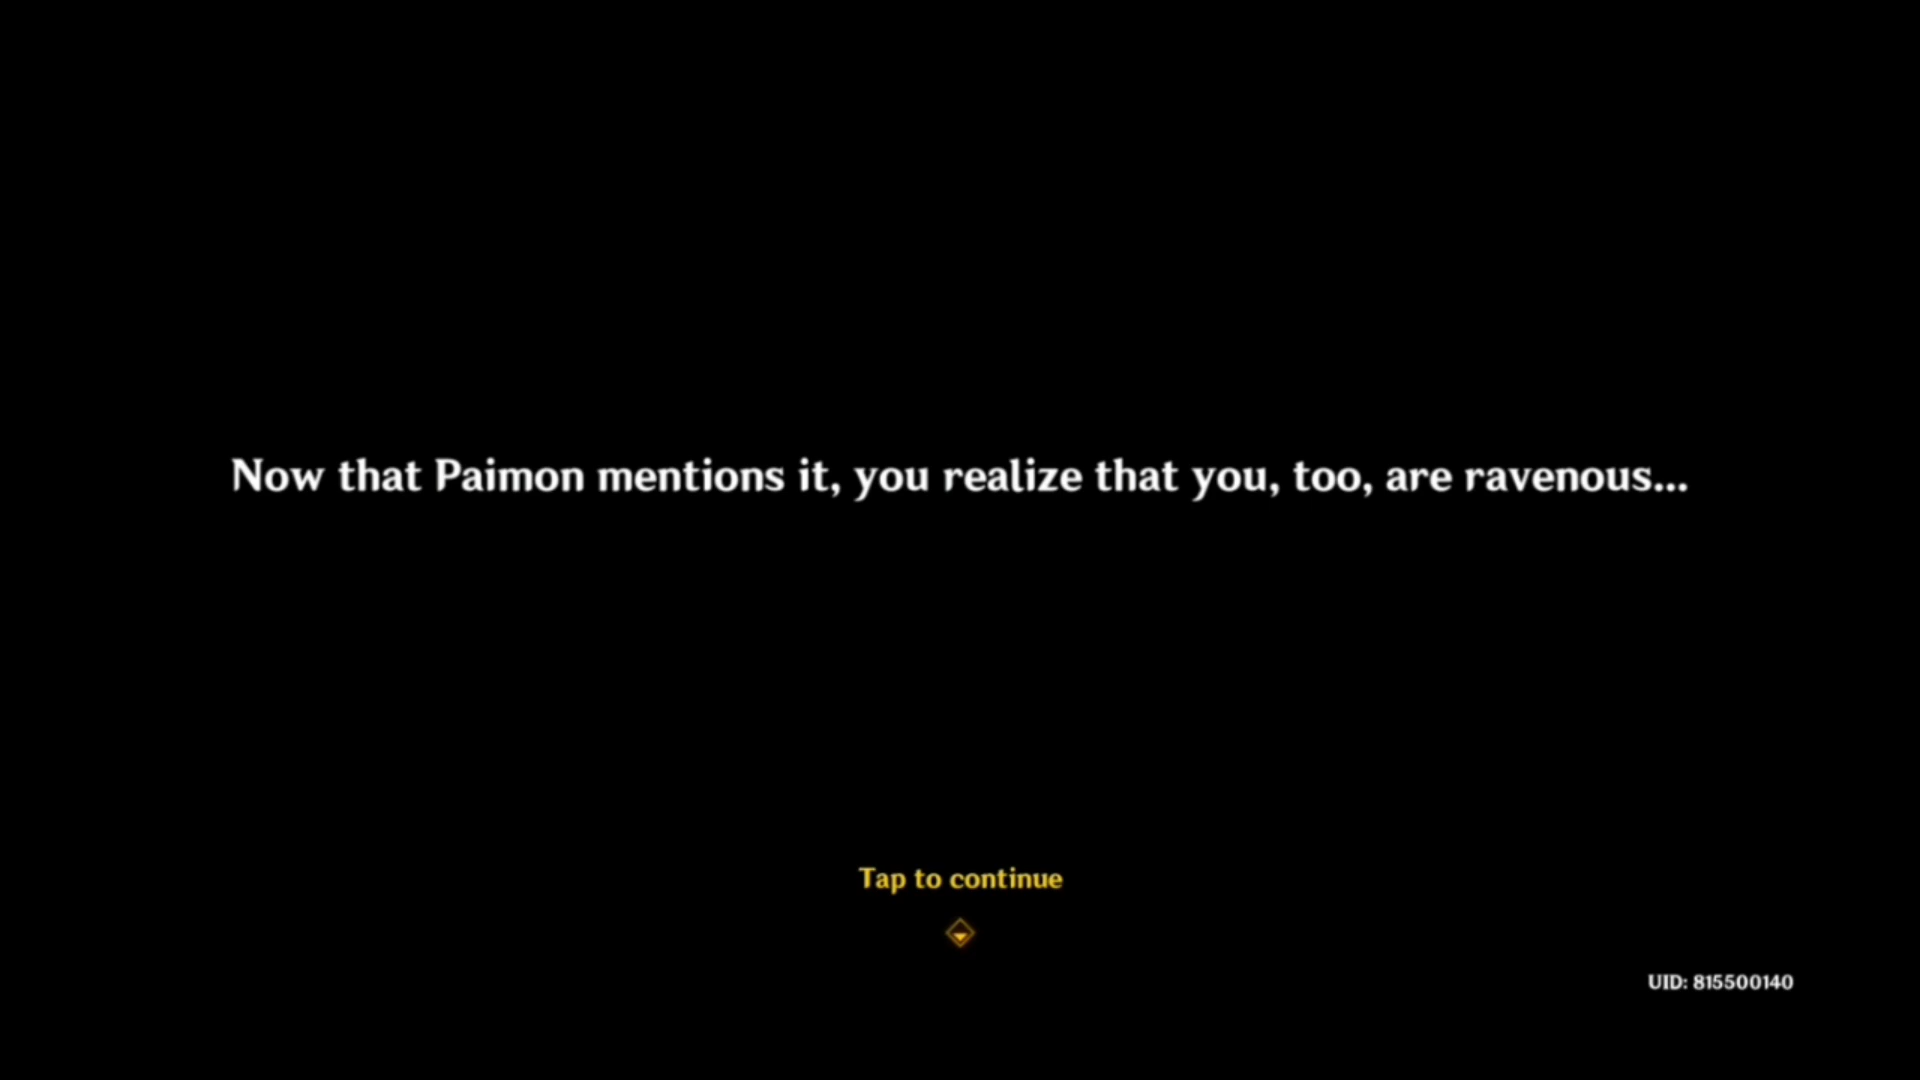 Now that Paimon mentions it, you realize that you, too, are ravenous...
Tap to continue
UID: 815500140